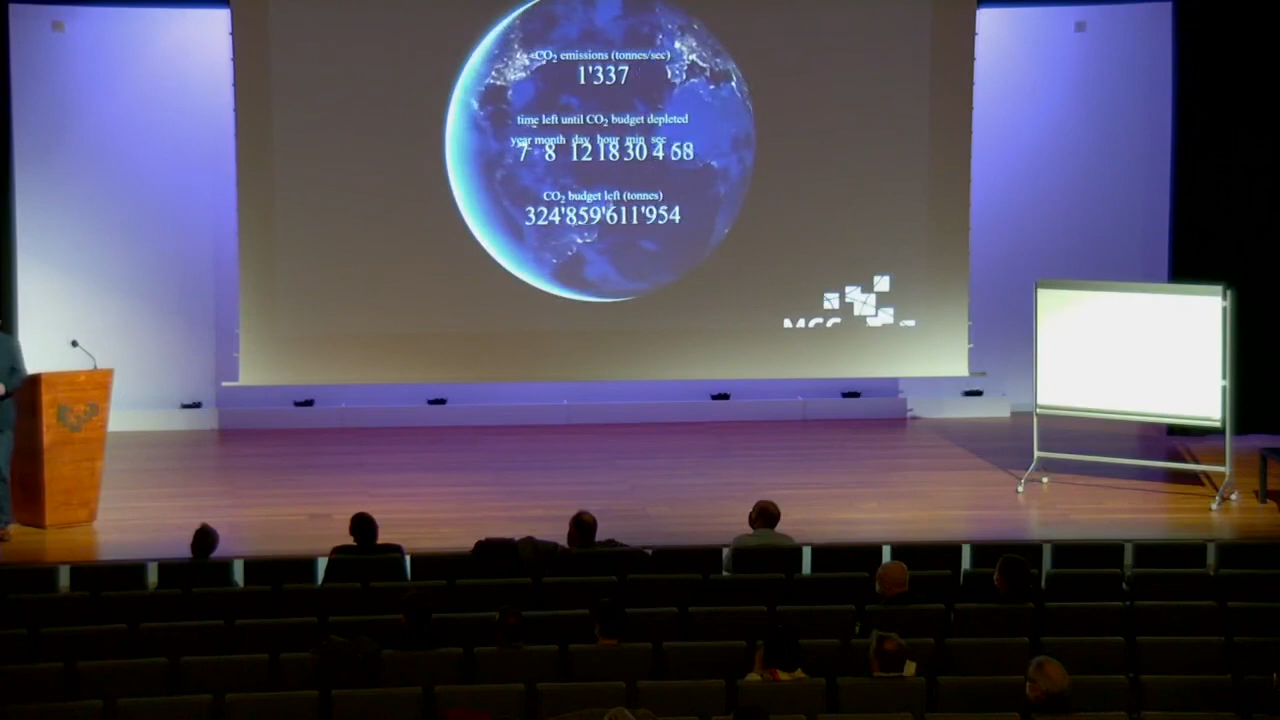 CO₂ emissions (tonnes/sec)
1'337
time left until CO₂ budget depleted
year month day hour min sec
7 8 12 18 30 4 68
CO₂ budget left (tonnes)
324'859'611'954
MCC